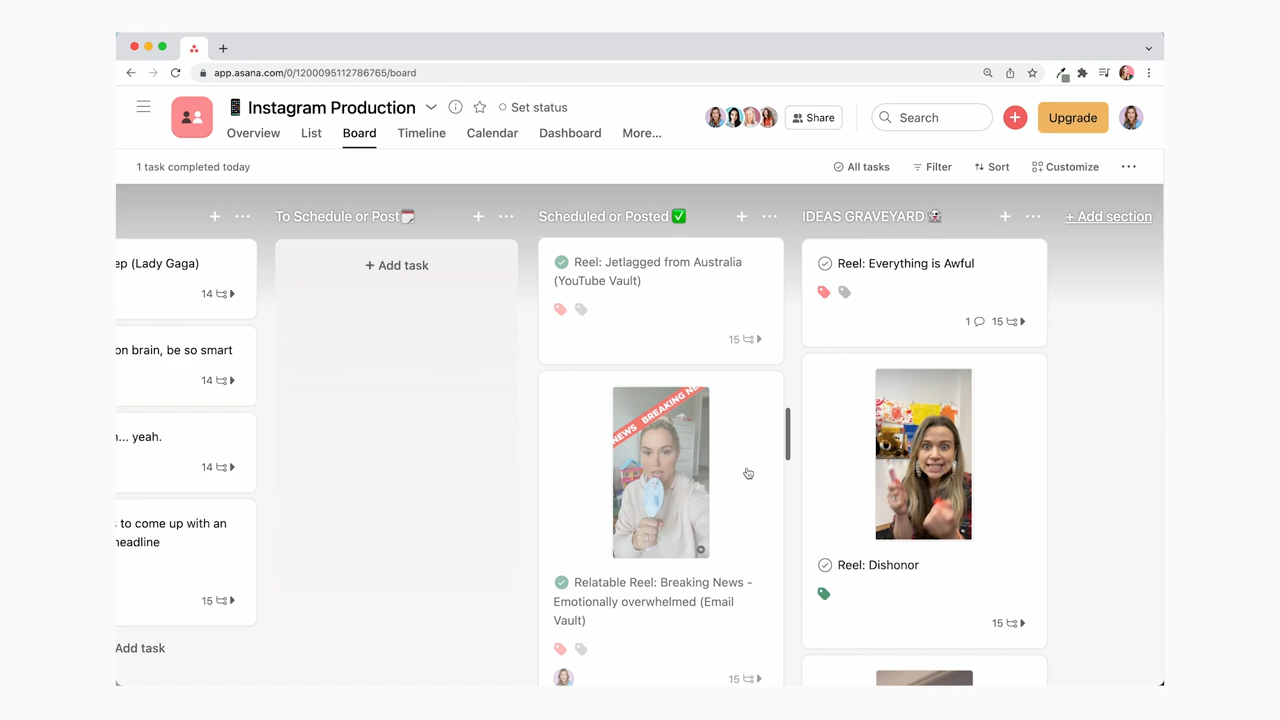 app.asana.com/0/1200095112786765/board
Instagram Production
Set status
Share
Search
Upgrade
Overview
List
Board
Timeline
Calendar
Dashboard
More...
1 task completed today
All tasks
Filter
Sort
Customize
ep (Lady Gaga)
14
on brain, be so smart
14
... yeah.
14
s to come up with an
headline
15
Add task
To Schedule or Post
+ Add task
Scheduled or Posted
Reel: Jetlagged from Australia
(YouTube Vault)
15
NEWS BREAKING NE
Relatable Reel: Breaking News -
Emotionally overwhelmed (Email
Vault)
15
IDEAS GRAVEYARD
Reel: Everything is Awful
1 15
Reel: Dishonor
15
+ Add section